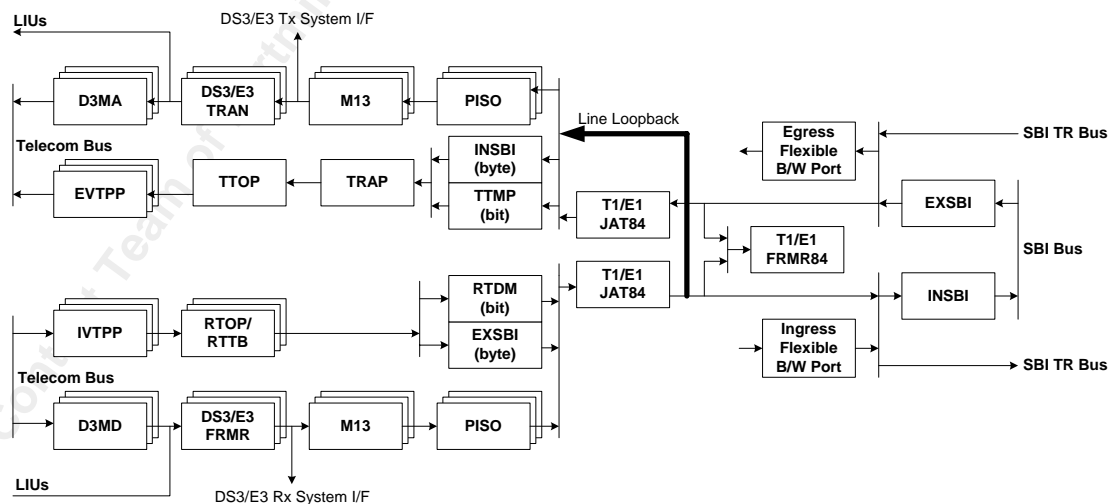 LIUs
DS3/E3 Tx System I/F
D3MA
DS3/E3
TRAN
M13
PISO
Line Loopback
Egress
Flexible
B/W Port
SBI TR Bus
Telecom Bus
EVTPP
TTOP
TRAP
INSBI
(byte)
TTMP
(bit)
T1/E1
JAT84
EXSBI
T1/E1
FRMR84
SBI Bus
IVTPP
RTOP/
RTTB
RTDM
(bit)
EXSBI
(byte)
T1/E1
JAT84
INSBI
Ingress
Flexible
B/W Port
SBI TR Bus
Telecom Bus
D3MD
DS3/E3
FRMR
M13
PISO
LIUs
DS3/E3 Rx System I/F
Team of